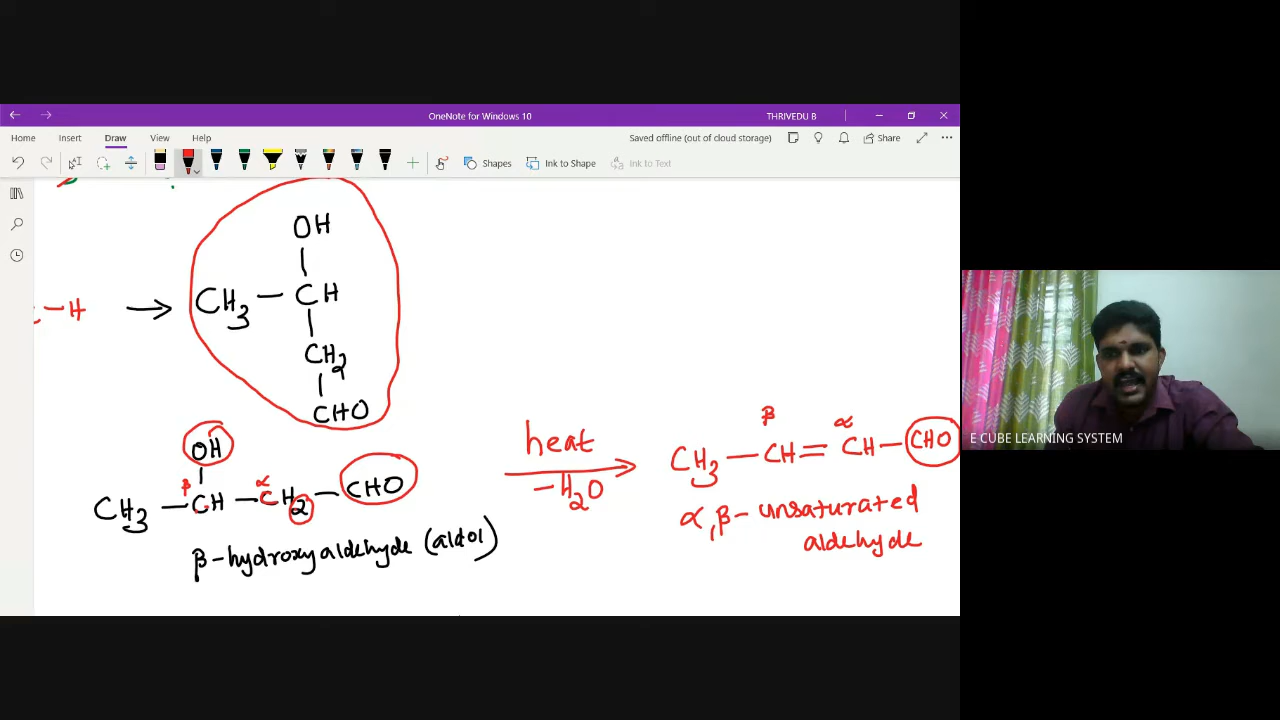 OneNote for Windows 10
THRIVEDU B
Home Insert Draw View Help
Saved offline (out of cloud storage)
Share
Shapes
Ink to Shape
Ink to Text
OH
CH3 — CH
CH2
CHO
— H
OH
β
α
CH3 — CH — CH2 — CHO
β-hydroxyaldehyde (aldol)
heat
-H2O
β
α
CH3 — CH = CH — CHO
α,β-unsaturated
aldehyde
E CUBE LEARNING SYSTEM